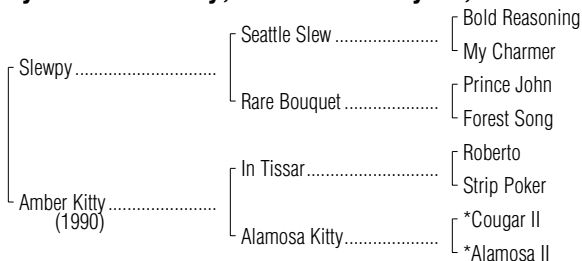 Bold Reasoning
Seattle Slew ....................
My Charmer
Slewpy ...........................
Prince John
Rare Bouquet ..................
Forest Song
Roberto
In Tissar .........................
Strip Poker
Amber Kitty .....................
(1990)
*Cougar II
Alamosa Kitty..................
*Alamosa II